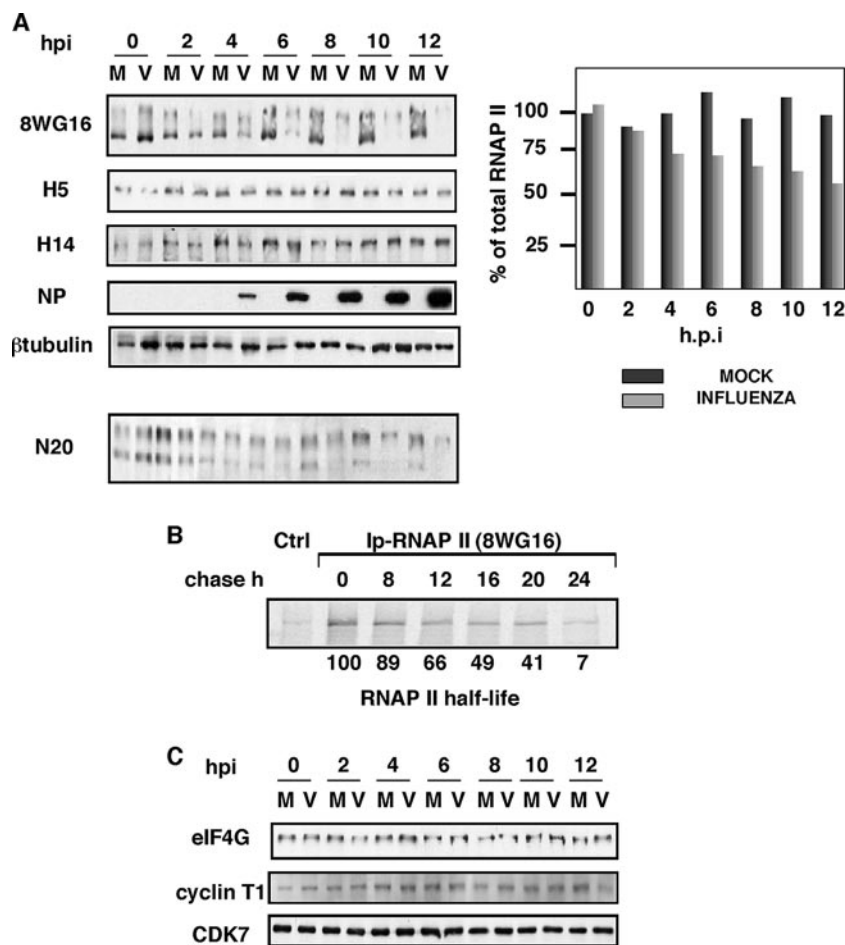 A
hpi 0 2 4 6 8 10 12
M V M V M V M V M V M V M V
8WG16
H5
H14
NP
βtubulin
N20
% of total RNAP II
100
75
50
25
0 2 4 6 8 10 12
h.p.i
MOCK
INFLUENZA
B
Ctrl Ip-RNAP II (8WG16)
chase h 0 8 12 16 20 24
100 89 66 49 41 7
RNAP II half-life
C
hpi 0 2 4 6 8 10 12
M V M V M V M V M V M V M V
eIF4G
cyclin T1
CDK7